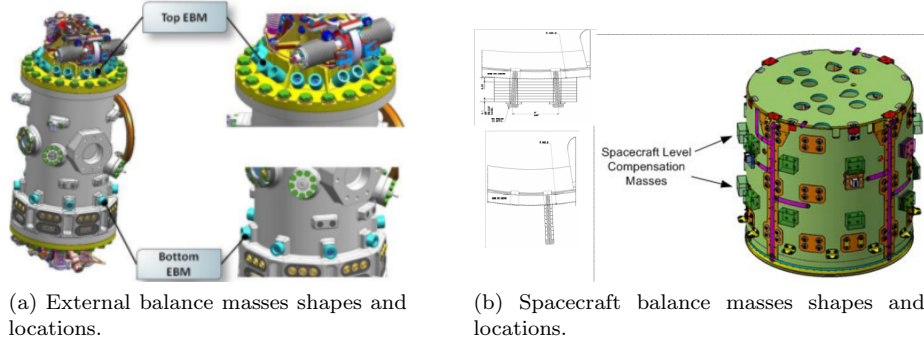 Top EBM
Bottom
EBM
Spacecraft Level
Compensation
Masses
(a) External balance masses shapes and
locations.
(b) Spacecraft balance masses shapes and
locations.